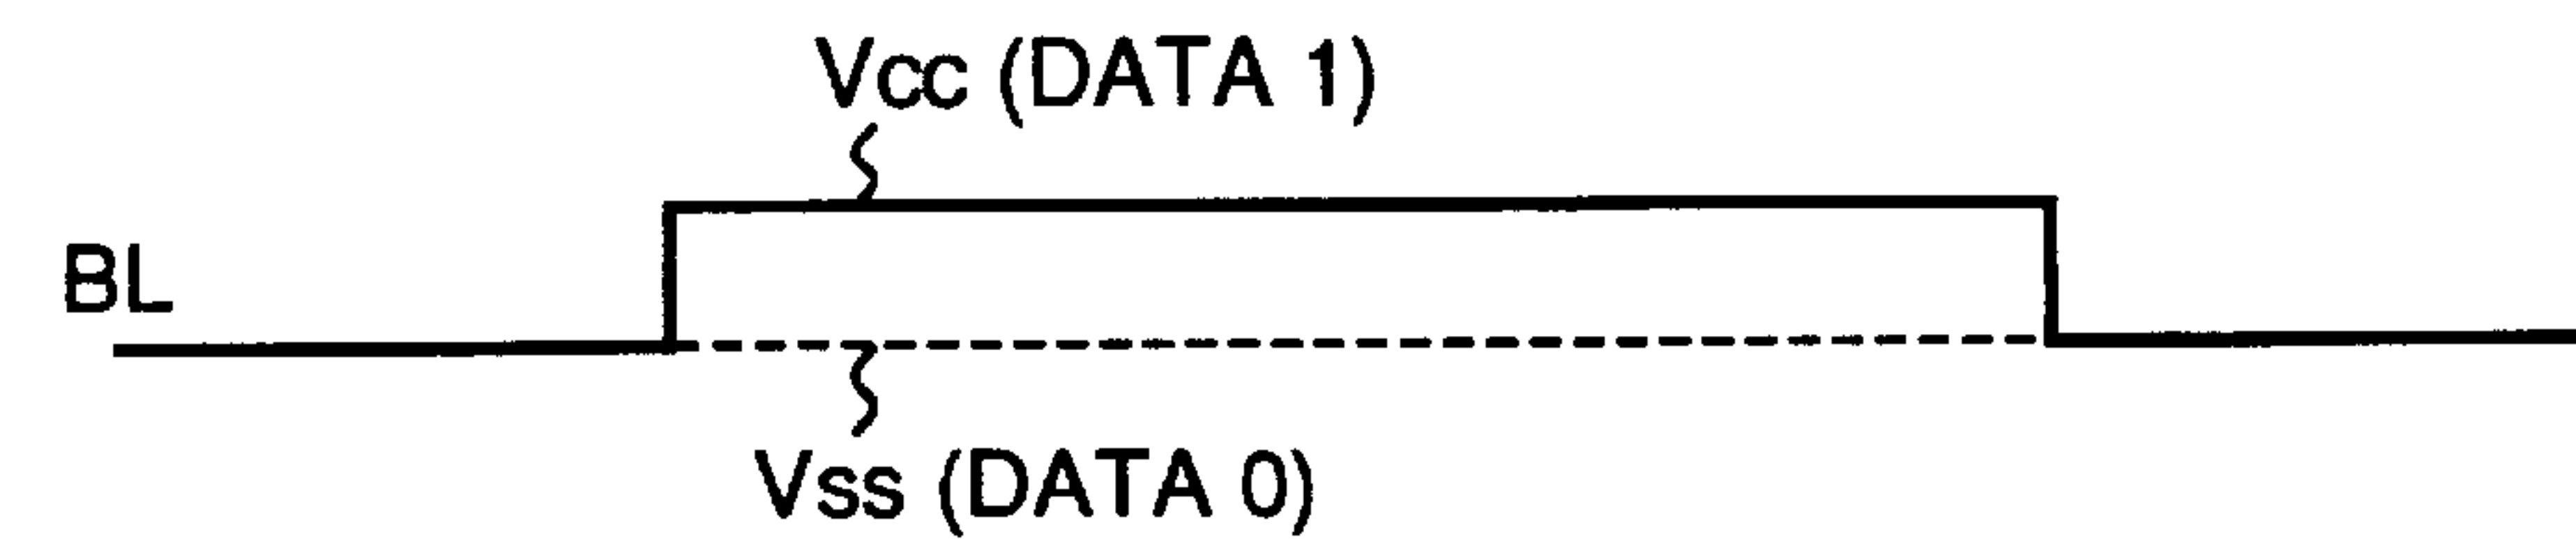 Vcc (DATA 1)
BL
Vss (DATA 0)